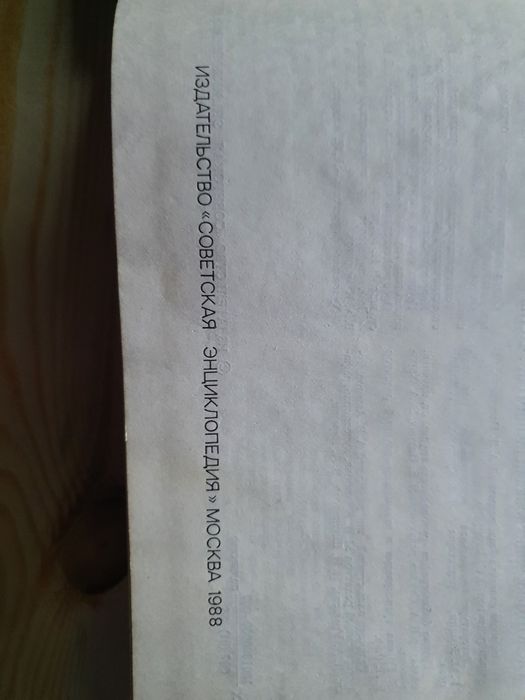 ИЗДАТЕЛЬСТВО «СОВЕТСКАЯ ЭНЦИКЛОПЕДИЯ» МОСКВА 1988